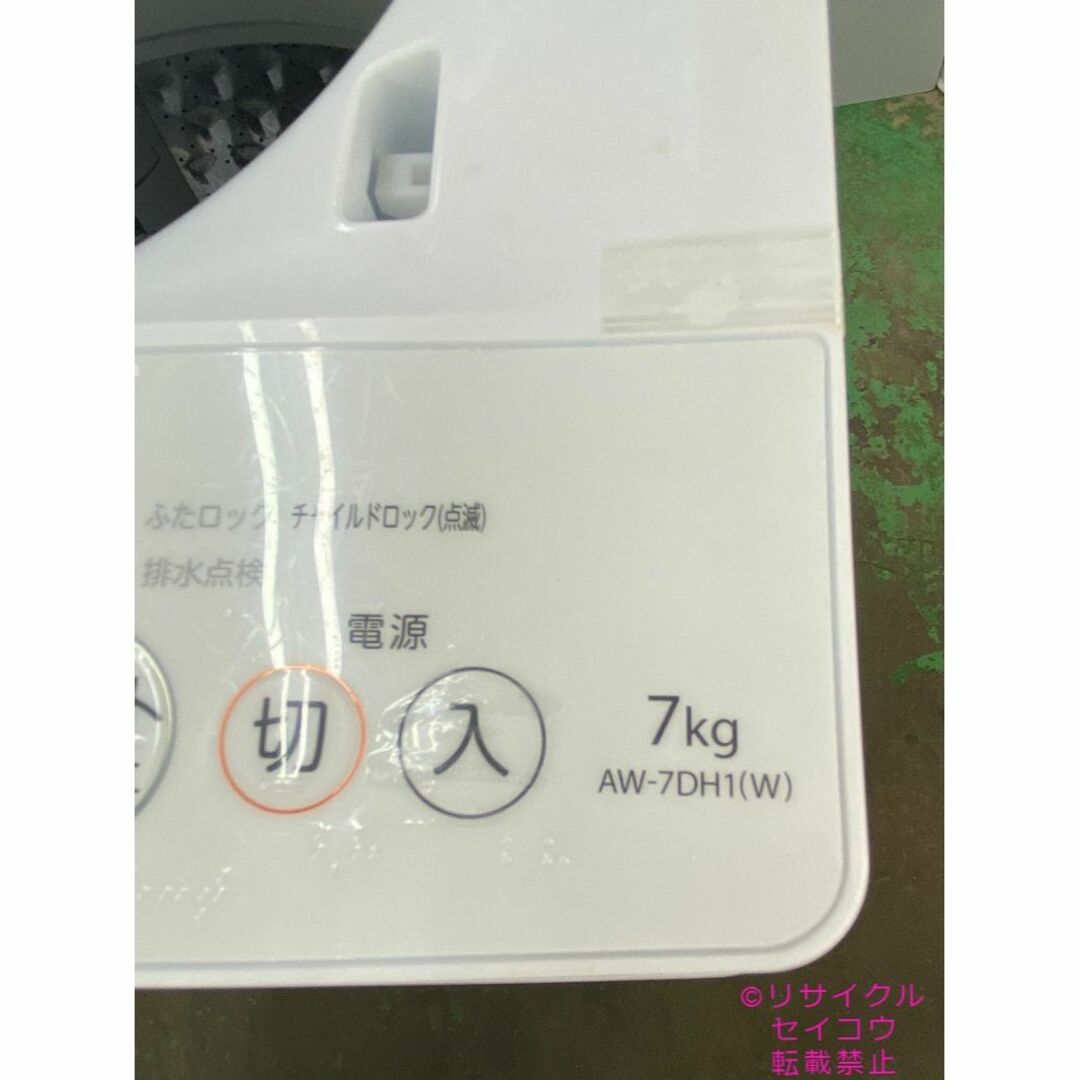 ふたロック チャイルドロック(点滅)
排水点検
電源
切 入
7kg
AW-7DH1(W)
©リサイクル
セイコウ
転載禁止